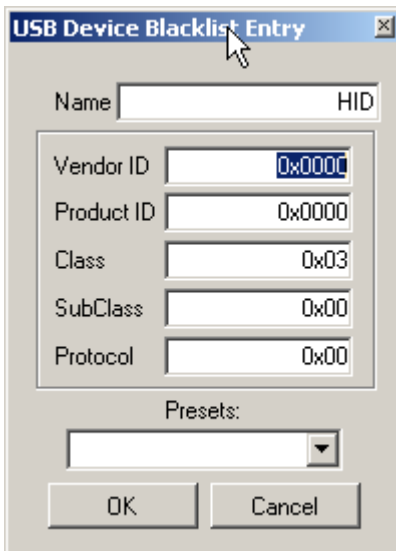 USB Device Blacklist Entry
Name HID
Vendor ID 0x0000
Product ID 0x0000
Class 0x03
SubClass 0x00
Protocol 0x00
Presets:
OK Cancel